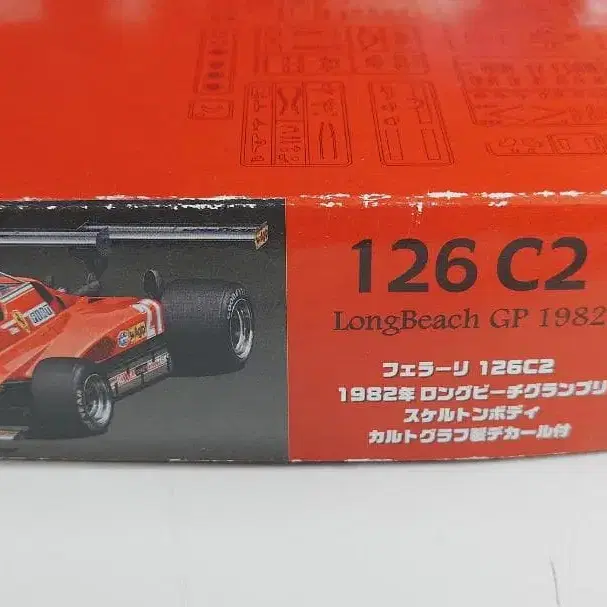 126 C2
LongBeach GP 1982
フェラーリ 126C2
1982年 ロングビーチグランプリ
スケルトンボディ
カルトグラフ製デカール付
27